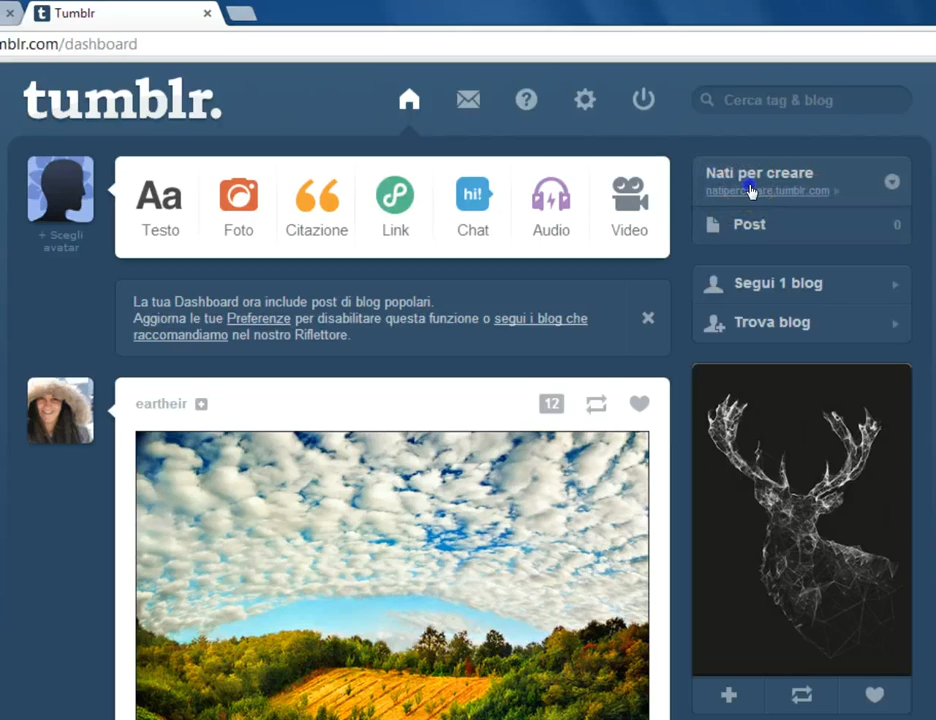 Tumblr
mblr.com/dashboard
tumblr.
Cerca tag & blog
Aa
hi!
Testo
Foto
Citazione
Link
Chat
Audio
Video
+ Scegli
avatar
Nati per creare
natipercreare.tumblr.com
Post 0
Segui 1 blog
Trova blog
La tua Dashboard ora include post di blog popolari.
Aggiorna le tue Preferenze per disabilitare questa funzione o segui i blog che
raccomandiamo nel nostro Riflettore.
eartheir
12